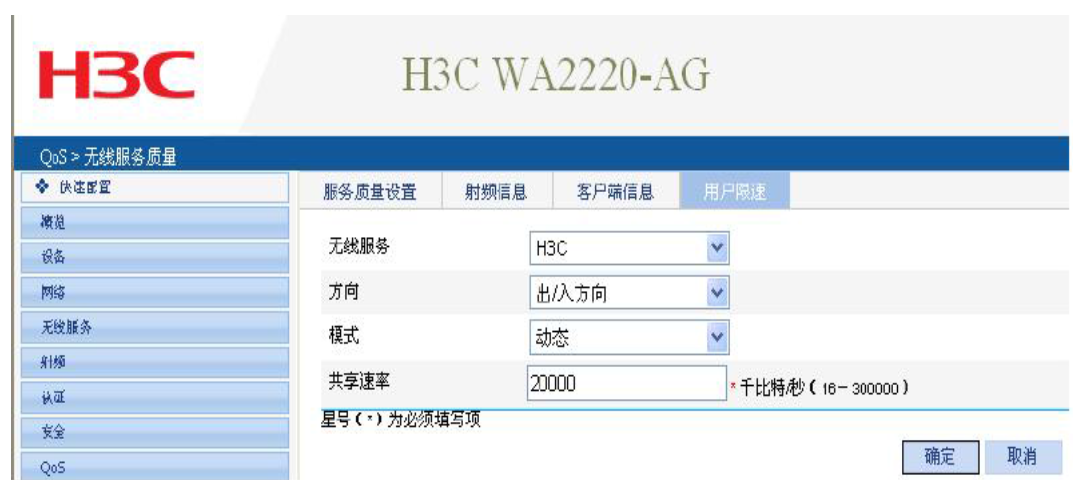 H3C
H3C WA2220-AG
QoS > 无线服务质量
快速配置
服务质量设置 射频信息 客户端信息 用户限速
概览
设备
网络
无线服务
射频
认证
安全
QoS
无线服务 H3C
方向 出/入方向
模式 动态
共享速率 20000 * 千比特/秒 ( 16 - 300000 )
星号 ( * ) 为必须填写项
确定 取消